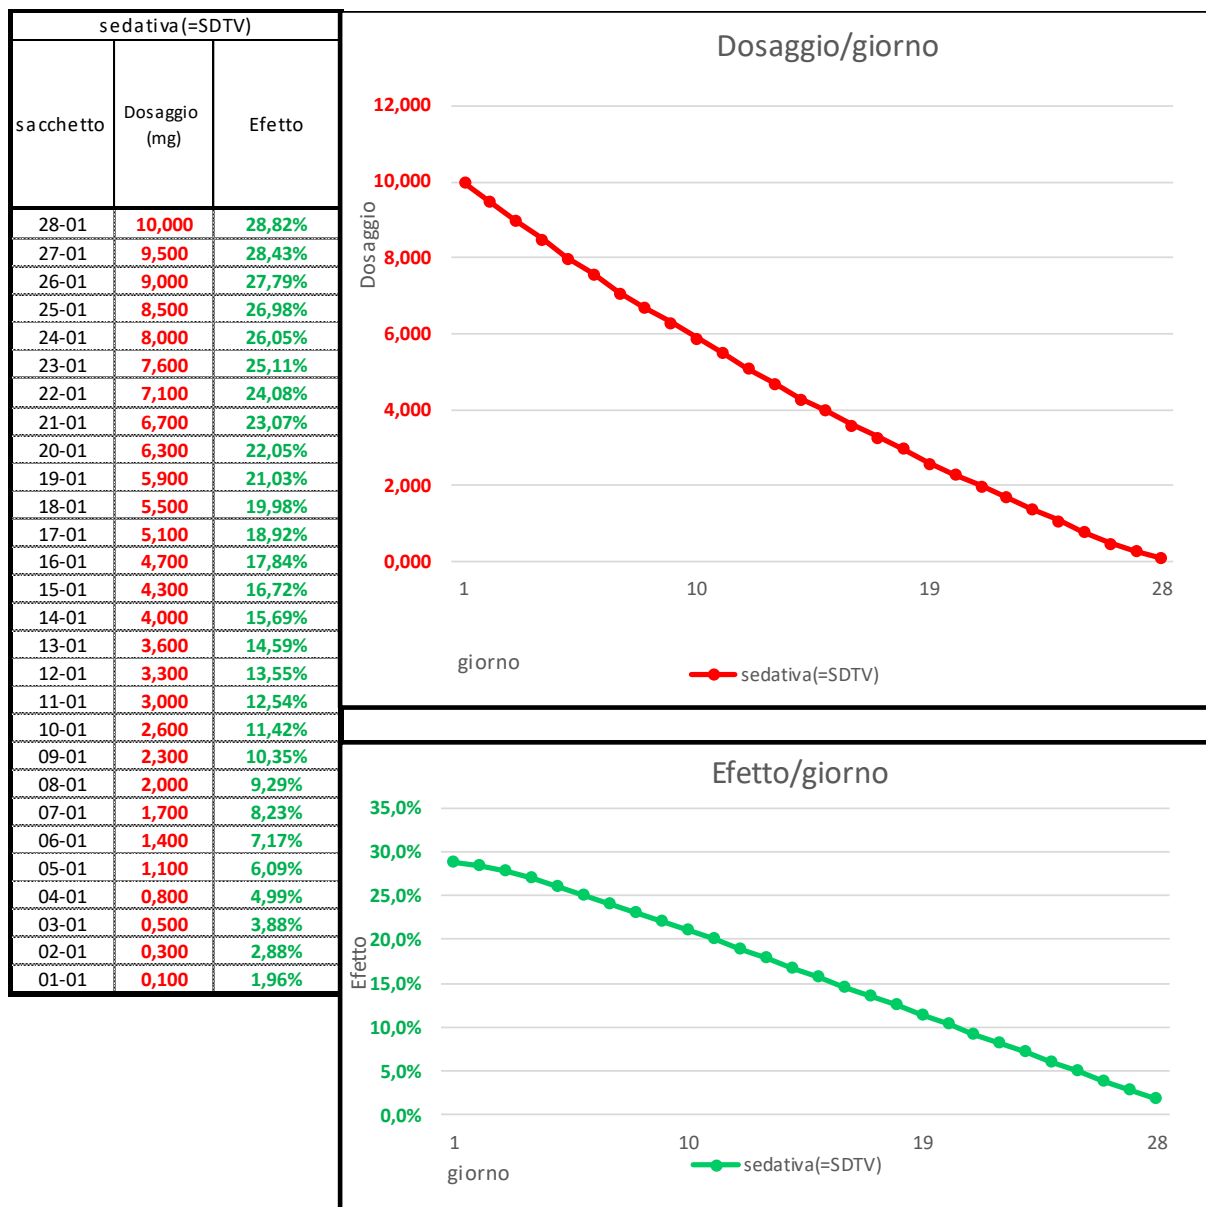 sedativa(=SDTV)
sacchetto Dosaggio (mg) Efetto
28-01 10,000 28,82%
27-01 9,500 28,43%
26-01 9,000 27,79%
25-01 8,500 26,98%
24-01 8,000 26,05%
23-01 7,600 25,11%
22-01 7,100 24,08%
21-01 6,700 23,07%
20-01 6,300 22,05%
19-01 5,900 21,03%
18-01 5,500 19,98%
17-01 5,100 18,92%
16-01 4,700 17,84%
15-01 4,300 16,72%
14-01 4,000 15,69%
13-01 3,600 14,59%
12-01 3,300 13,55%
11-01 3,000 12,54%
10-01 2,600 11,42%
09-01 2,300 10,35%
08-01 2,000 9,29%
07-01 1,700 8,23%
06-01 1,400 7,17%
05-01 1,100 6,09%
04-01 0,800 4,99%
03-01 0,500 3,88%
02-01 0,300 2,88%
01-01 0,100 1,96%
Dosaggio/giorno
Dosaggio
12,000
10,000
8,000
6,000
4,000
2,000
0,000
1 10 19 28
giorno
sedativa(=SDTV)
Efetto/giorno
Efetto
35,0%
30,0%
25,0%
20,0%
15,0%
10,0%
5,0%
0,0%
1 10 19 28
giorno
sedativa(=SDTV)